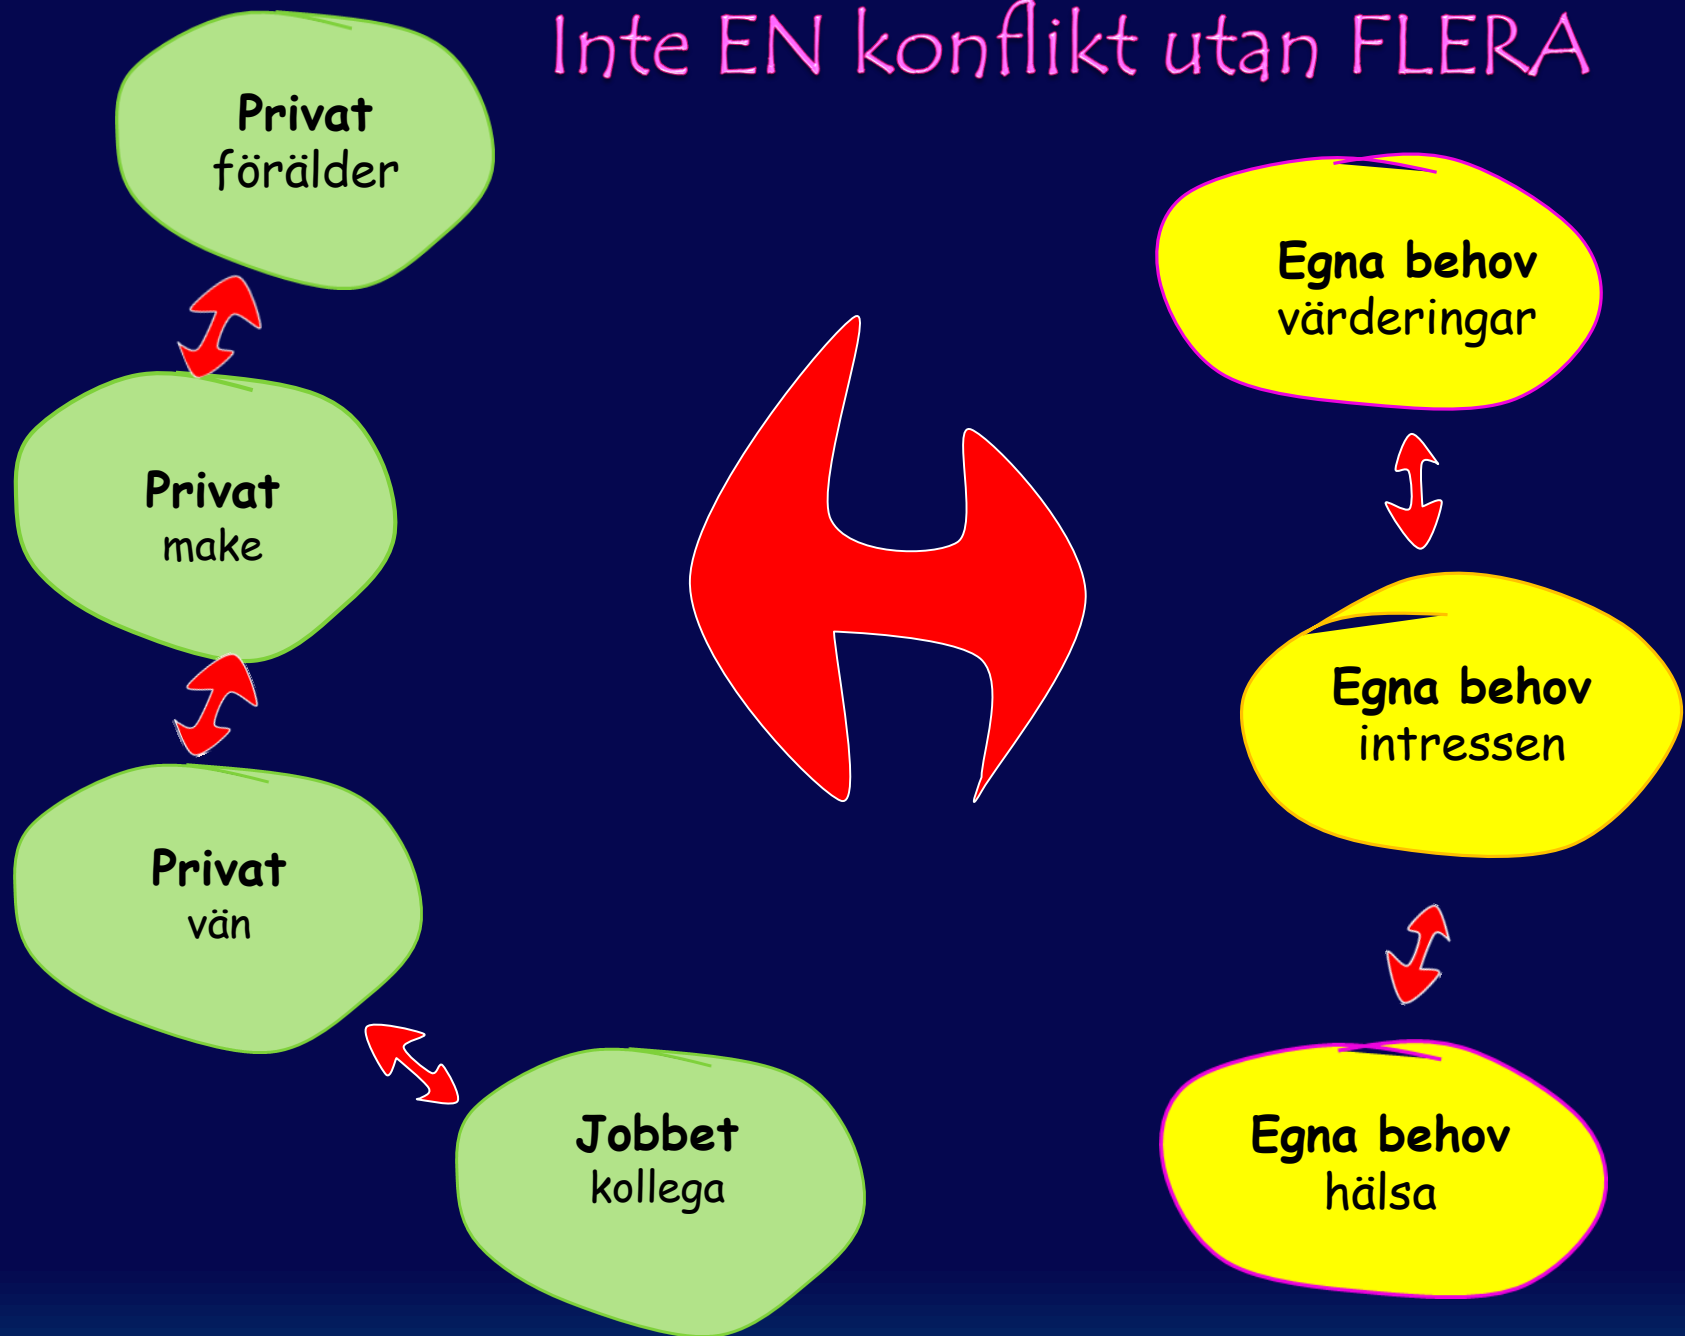 Inte EN konflikt utan FLERA
Privat
förälder
Privat
make
Privat
vän
Jobbet
kollega
Egna behov
värderingar
Egna behov
intressen
Egna behov
hälsa